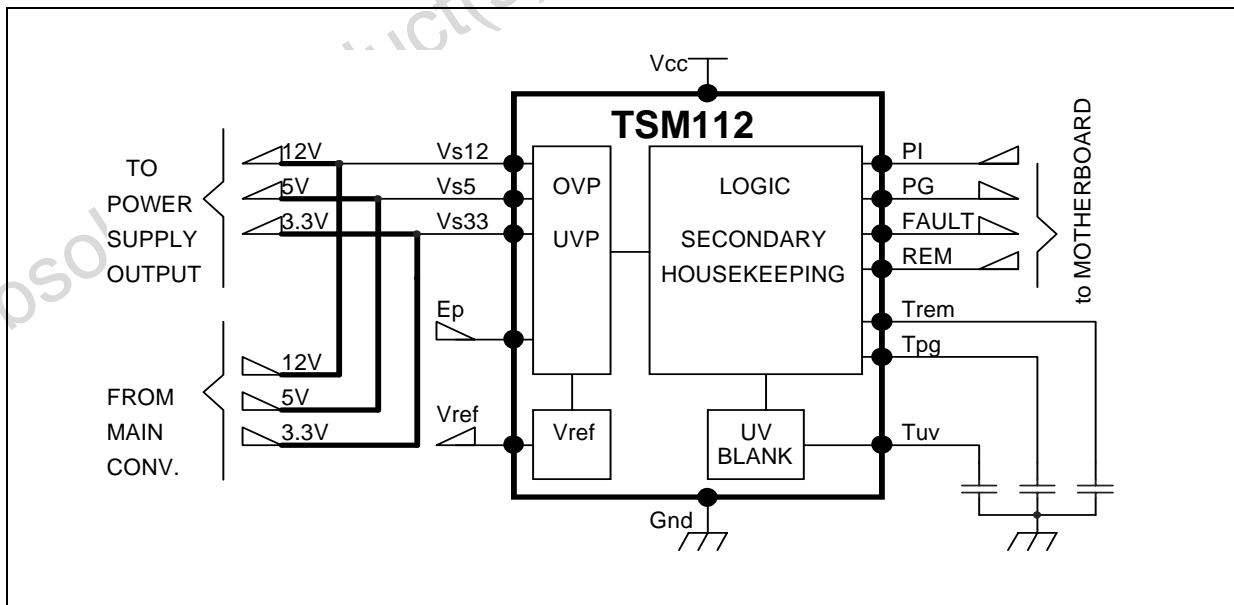 Vcc
TSM112
TO
POWER
SUPPLY
OUTPUT
12V
5V
3.3V
Vs12
Vs5
Vs33
Ep
Vref
FROM
MAIN
CONV.
12V
5V
3.3V
OVP
UVP
Vref
LOGIC
SECONDARY
HOUSEKEEPING
UV
BLANK
PI
PG
FAULT
REM
Trem
Tpg
Tuv
to MOTHERBOARD
Gnd